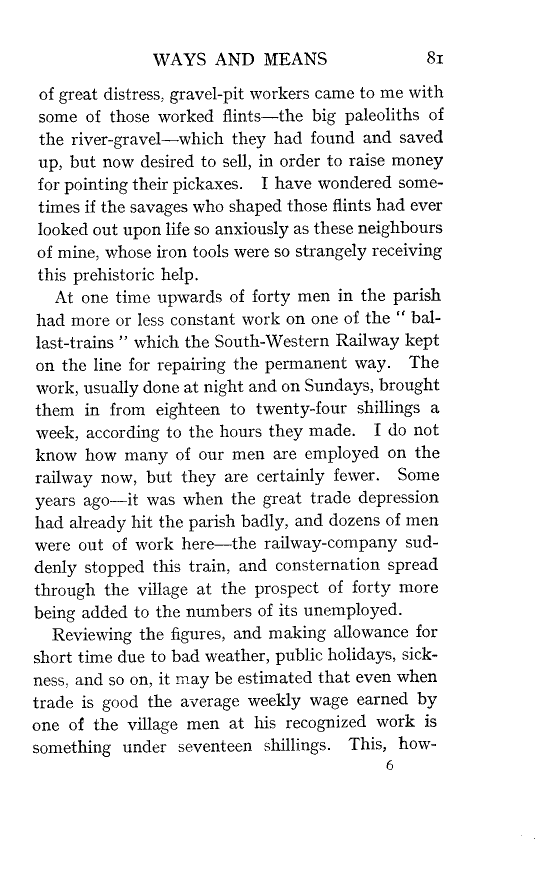 WAYS AND MEANS 81
of great distress, gravel-pit workers came to me with
some of those worked flints—the big paleoliths of
the river-gravel—which they had found and saved
up, but now desired to sell, in order to raise money
for pointing their pickaxes. I have wondered some-
times if the savages who shaped those flints had ever
looked out upon life so anxiously as these neighbours
of mine, whose iron tools were so strangely receiving
this prehistoric help.
At one time upwards of forty men in the parish
had more or less constant work on one of the “ bal-
last-trains ” which the South-Western Railway kept
on the line for repairing the permanent way. The
work, usually done at night and on Sundays, brought
them in from eighteen to twenty-four shillings a
week, according to the hours they made. I do not
know how many of our men are employed on the
railway now, but they are certainly fewer. Some
years ago—it was when the great trade depression
had already hit the parish badly, and dozens of men
were out of work here—the railway-company sud-
denly stopped this train, and consternation spread
through the village at the prospect of forty more
being added to the numbers of its unemployed.
Reviewing the figures, and making allowance for
short time due to bad weather, public holidays, sick-
ness, and so on, it may be estimated that even when
trade is good the average weekly wage earned by
one of the village men at his recognized work is
something under seventeen shillings. This, how-
6